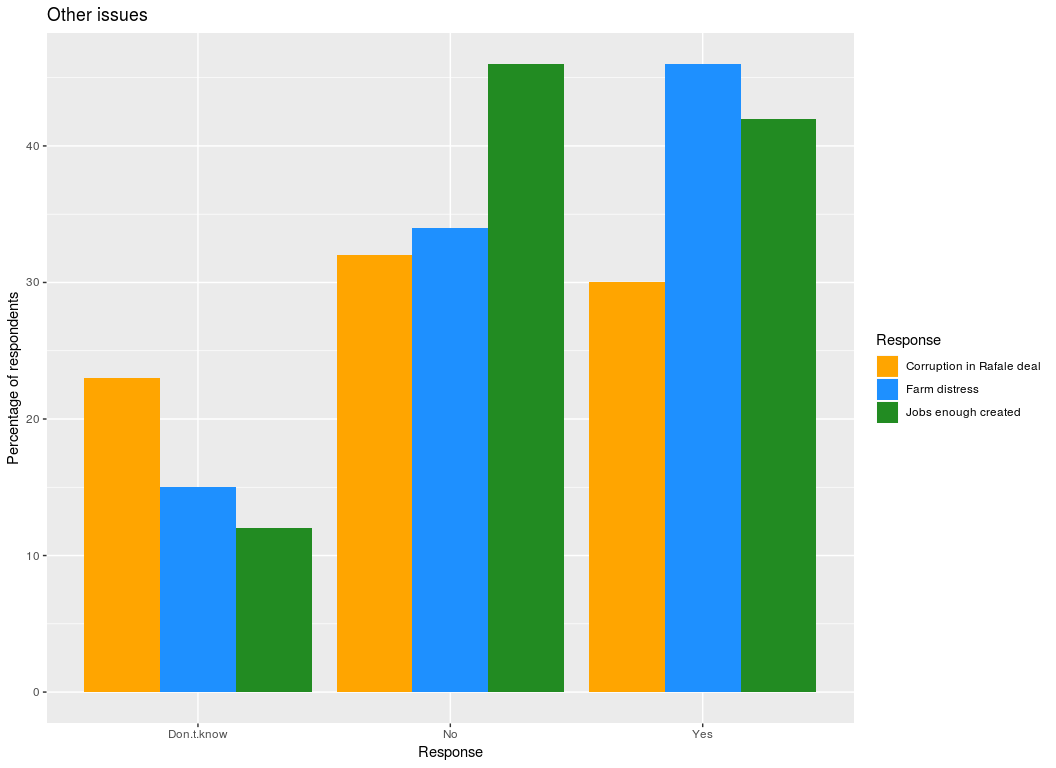 Other issues
Percentage of respondents
40
30
20
10
0
Don.t.know
No
Yes
Response
Response
Corruption in Rafale deal
Farm distress
Jobs enough created